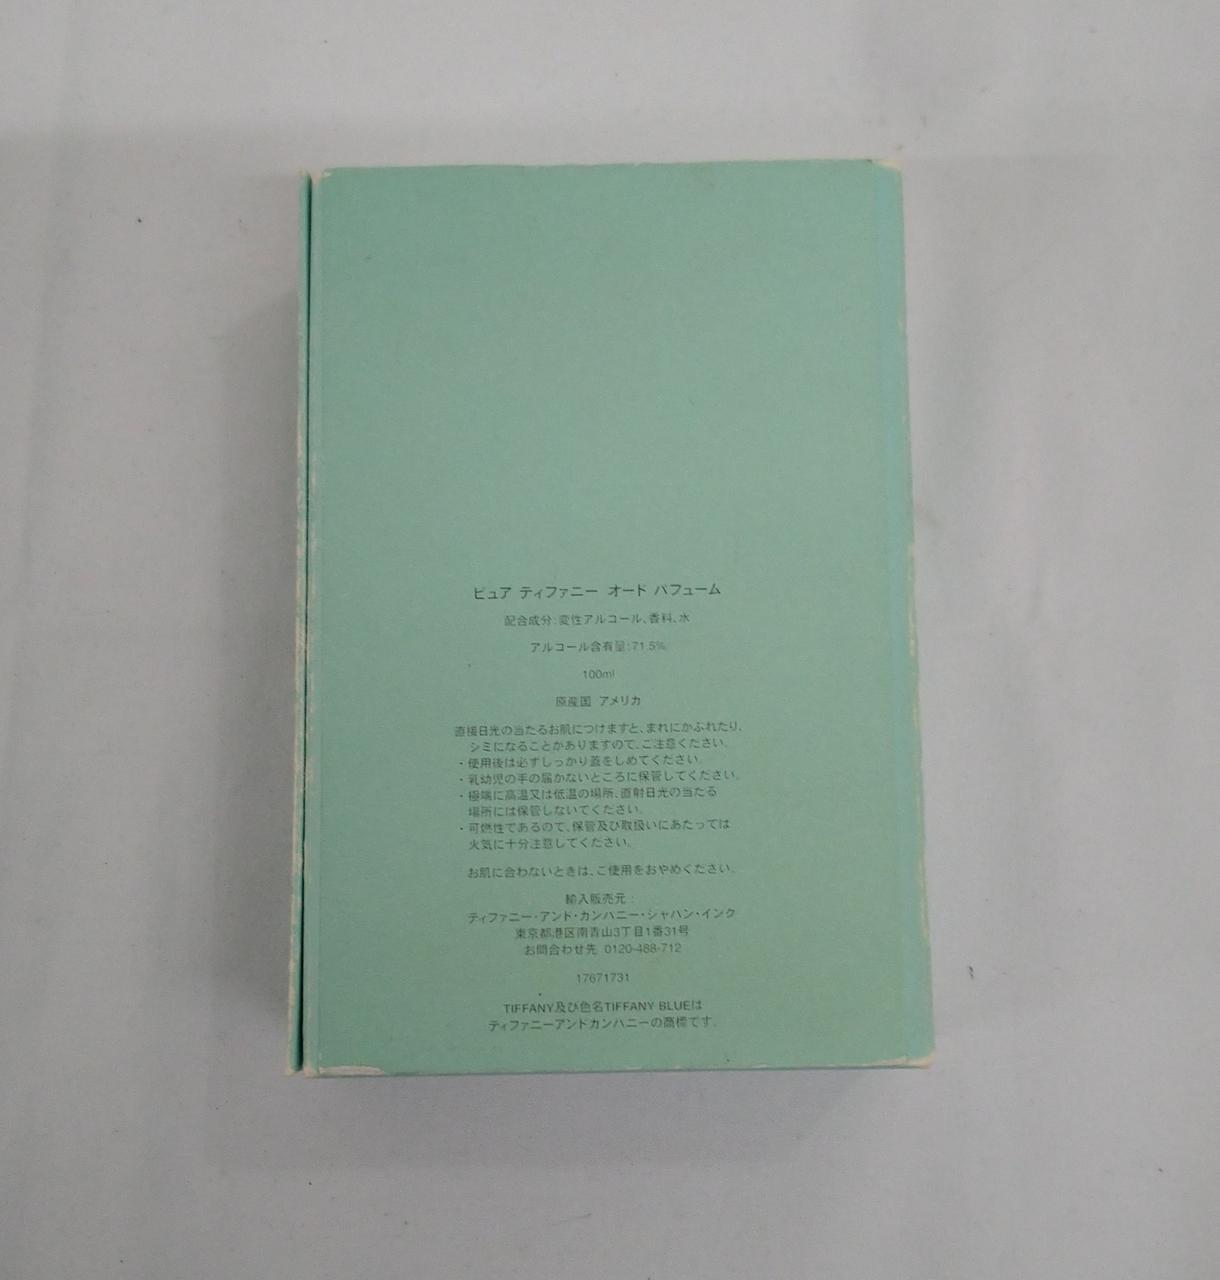 ピュア ティファニー オード パフューム
配合成分:変性アルコール、香料、水
アルコール含有量:71.5%
100ml
原産国 アメリカ
直接日光の当たるお肌につけますと、まれにかぶれたり、
シミになることがありますので、ご注意ください。
・使用後は必ずしっかり蓋をしめてください。
・乳幼児の手の届かないところに保管してください。
・極端に高温又は低温の場所、直射日光の当たる
場所には保管しないでください。
・可燃性であるので、保管及び取扱いにあたっては
火気に十分注意してください。
お肌に合わないときは、ご使用をおやめください。
輸入販売元:
ティファニー・アンド・カンパニー・ジャパン・インク
東京都港区南青山3丁目1番31号
お問合わせ先 0120-488-712
17671731
TIFFANY及び色名TIFFANY BLUEは
ティファニーアンドカンパニーの商標です。